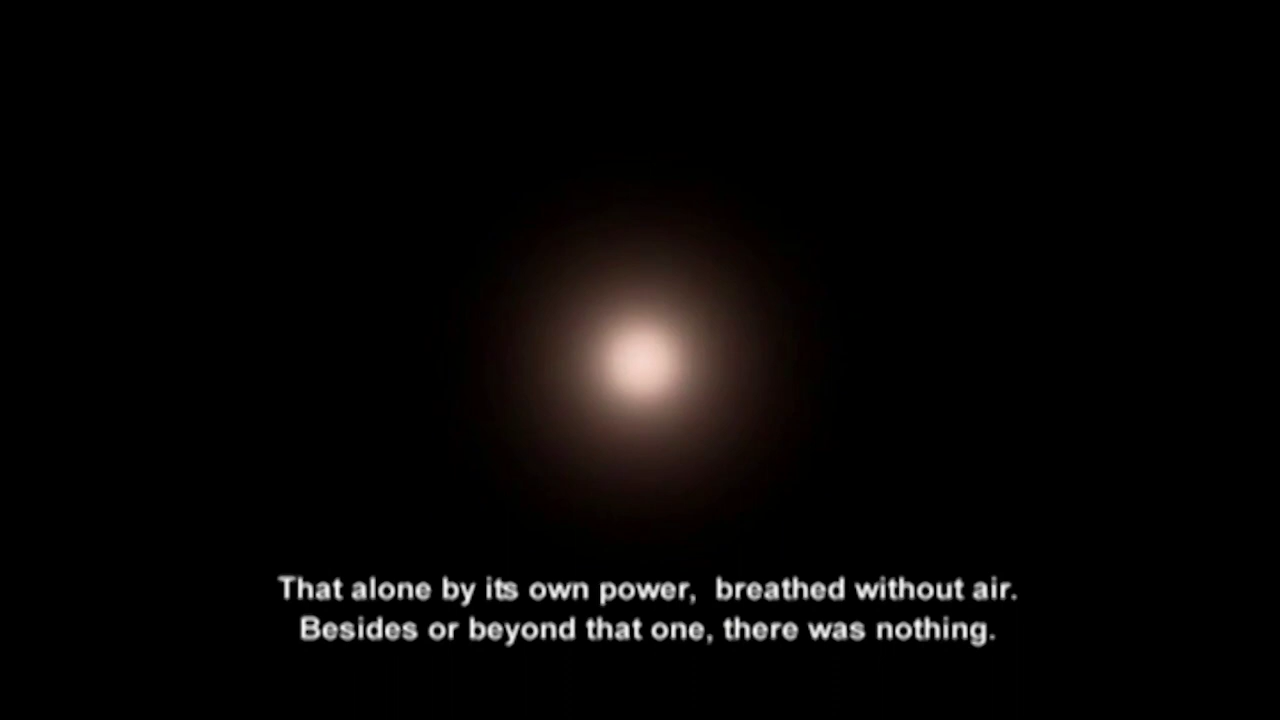 That alone by its own power, breathed without air.
Besides or beyond that one, there was nothing.